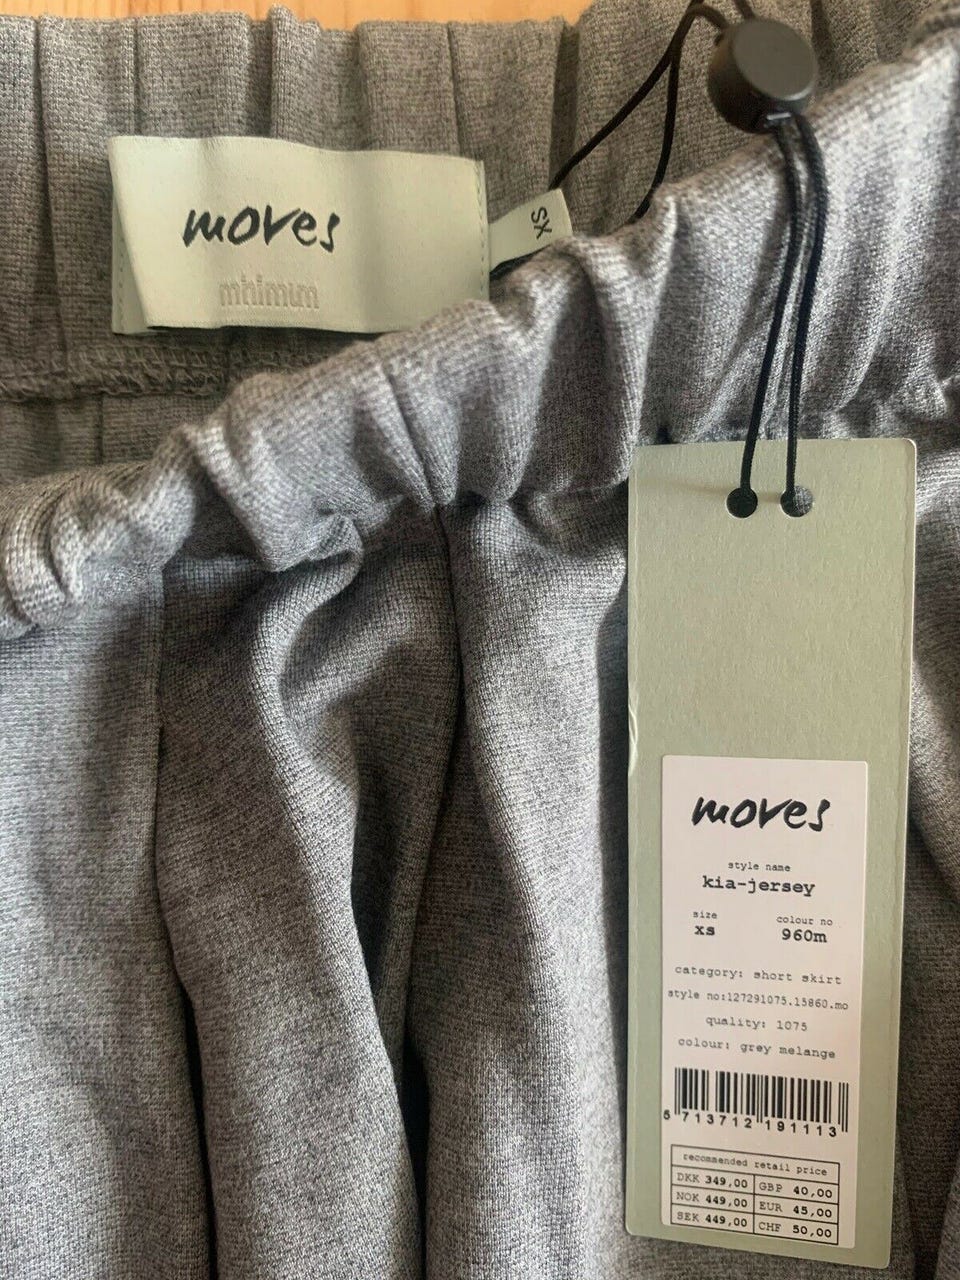 moves
minimum
XS
moves
style name
kia-jersey
size
xs
colour no
960m
category: short skirt
style no:127291075.15860.mo
quality: 1075
colour: grey melange
5 713712 191113
recommended retail price
DKK 349,00 GBP 40,00
NOK 449,00 EUR 45,00
SEK 449,00 CHF 50,00